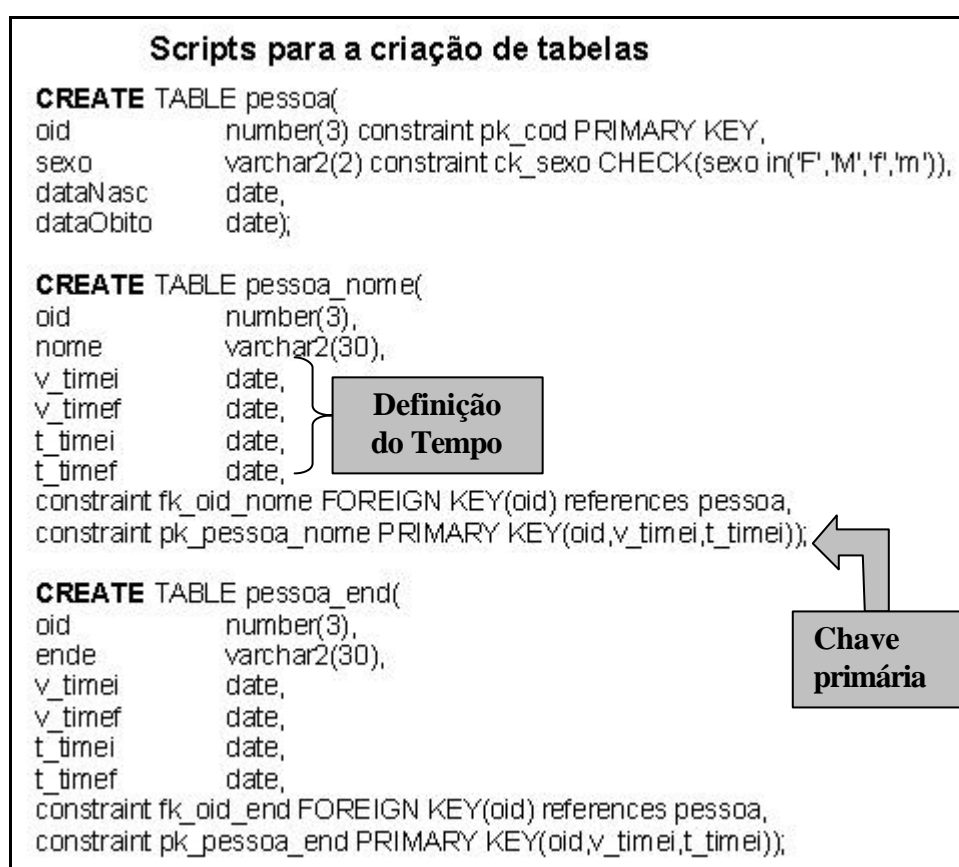 Scripts para a criação de tabelas
CREATE TABLE pessoa(
oid number(3) constraint pk_cod PRIMARY KEY,
sexo varchar2(2) constraint ck_sexo CHECK(sexo in('F','M','f','m')),
dataNasc date,
dataObito date);
CREATE TABLE pessoa_nome(
oid number(3),
nome varchar2(30),
v_timei date,
v_timef date,
t_timei date,
t_timef date,
Definição
do Tempo
constraint fk_oid_nome FOREIGN KEY(oid) references pessoa,
constraint pk_pessoa_nome PRIMARY KEY(oid,v_timei,t_timei));
Chave
primária
CREATE TABLE pessoa_end(
oid number(3),
ende varchar2(30),
v_timei date,
v_timef date,
t_timei date,
t_timef date,
constraint fk_oid_end FOREIGN KEY(oid) references pessoa,
constraint pk_pessoa_end PRIMARY KEY(oid,v_timei,t_timei));